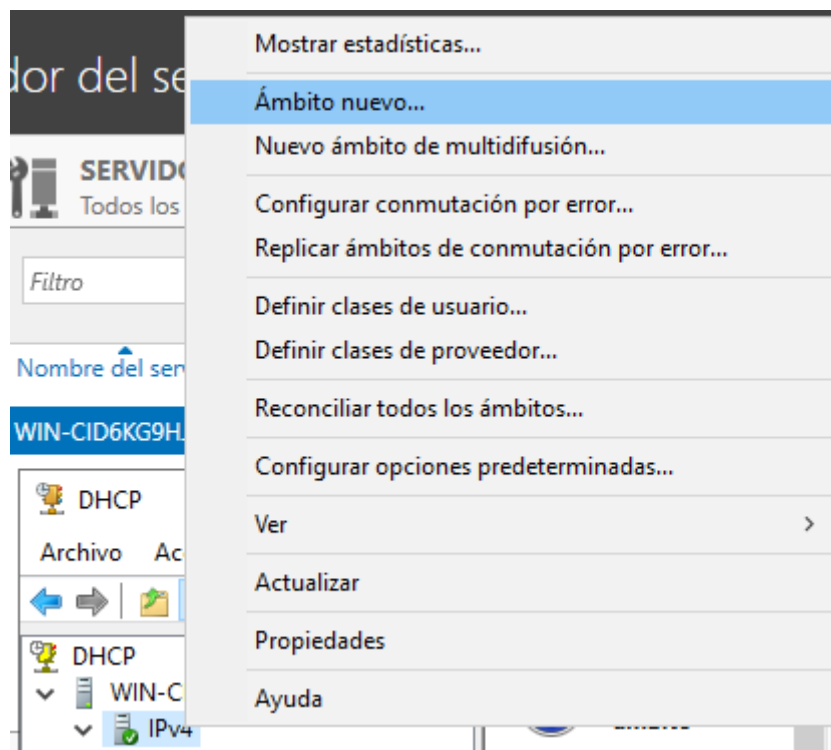 dor del se
Mostrar estadísticas...
Ámbito nuevo...
Nuevo ámbito de multidifusión...
Configurar conmutación por error...
Replicar ámbitos de conmutación por error...
Definir clases de usuario...
Definir clases de proveedor...
Reconciliar todos los ámbitos...
Configurar opciones predeterminadas...
Ver
Actualizar
Propiedades
Ayuda
SERVIDO
Todos los
Filtro
Nombre del serv
WIN-CID6KG9H
DHCP
Archivo Ac
DHCP
WIN-C
IPv4